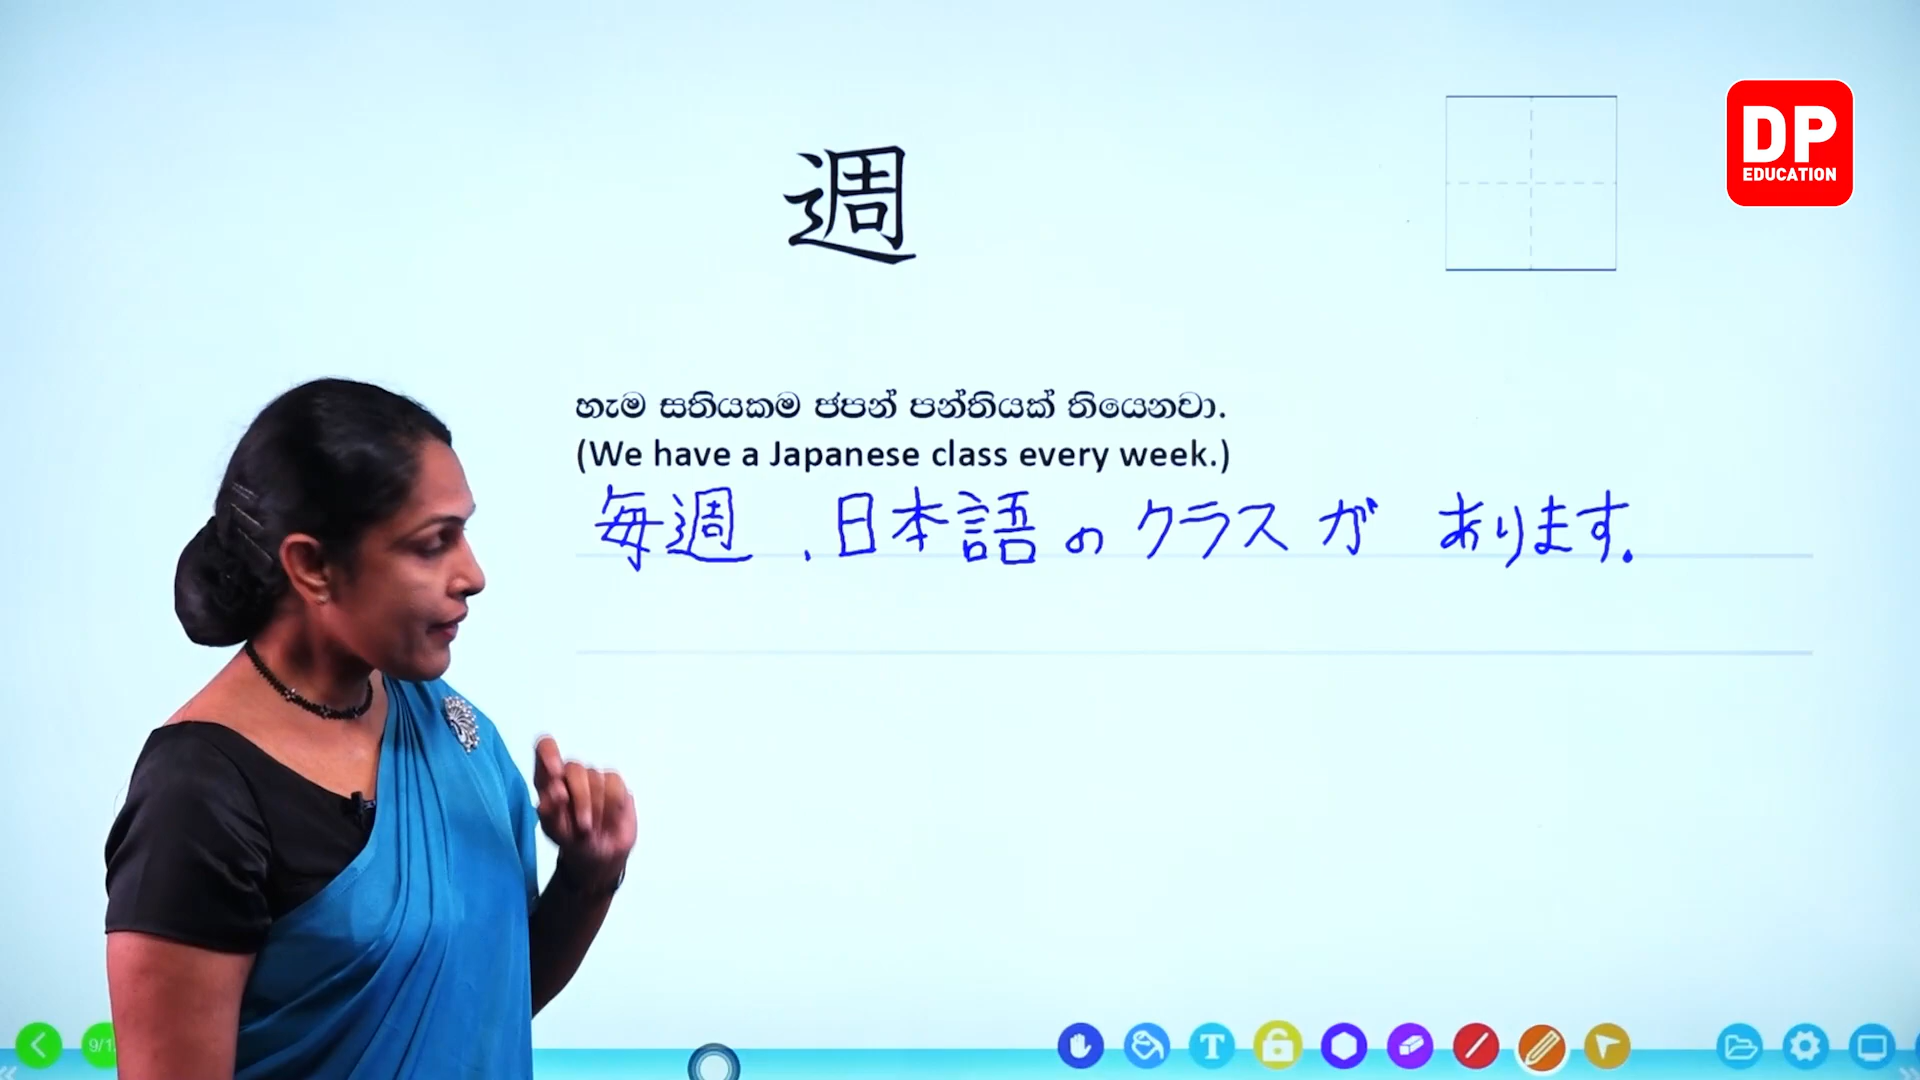 週
DP
EDUCATION
හැම සතියකම ජපන් පන්තියක් තියෙනවා.
(We have a Japanese class every week.)
毎週、日本語のクラスが あります.
T